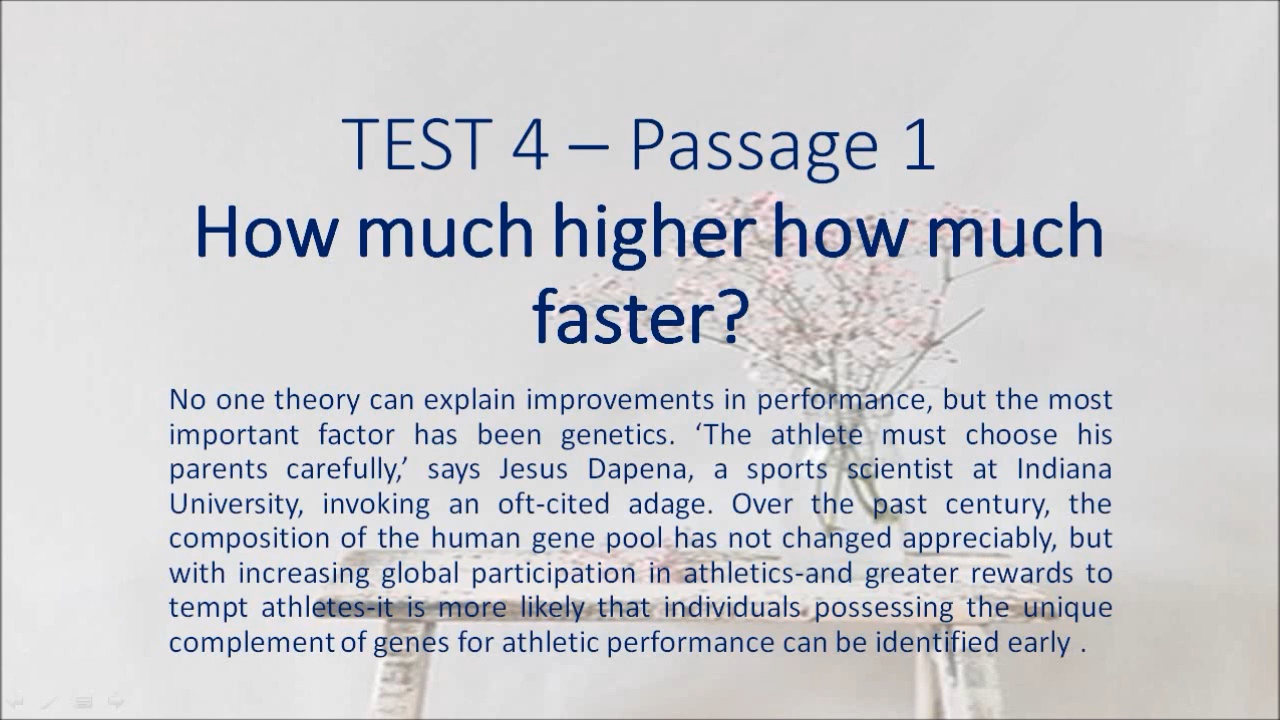 TEST 4 – Passage 1
How much higher how much
faster?
No one theory can explain improvements in performance, but the most
important factor has been genetics. ‘The athlete must choose his
parents carefully,’ says Jesus Dapena, a sports scientist at Indiana
University, invoking an oft-cited adage. Over the past century, the
composition of the human gene pool has not changed appreciably, but
with increasing global participation in athletics-and greater rewards to
tempt athletes-it is more likely that individuals possessing the unique
complement of genes for athletic performance can be identified early .